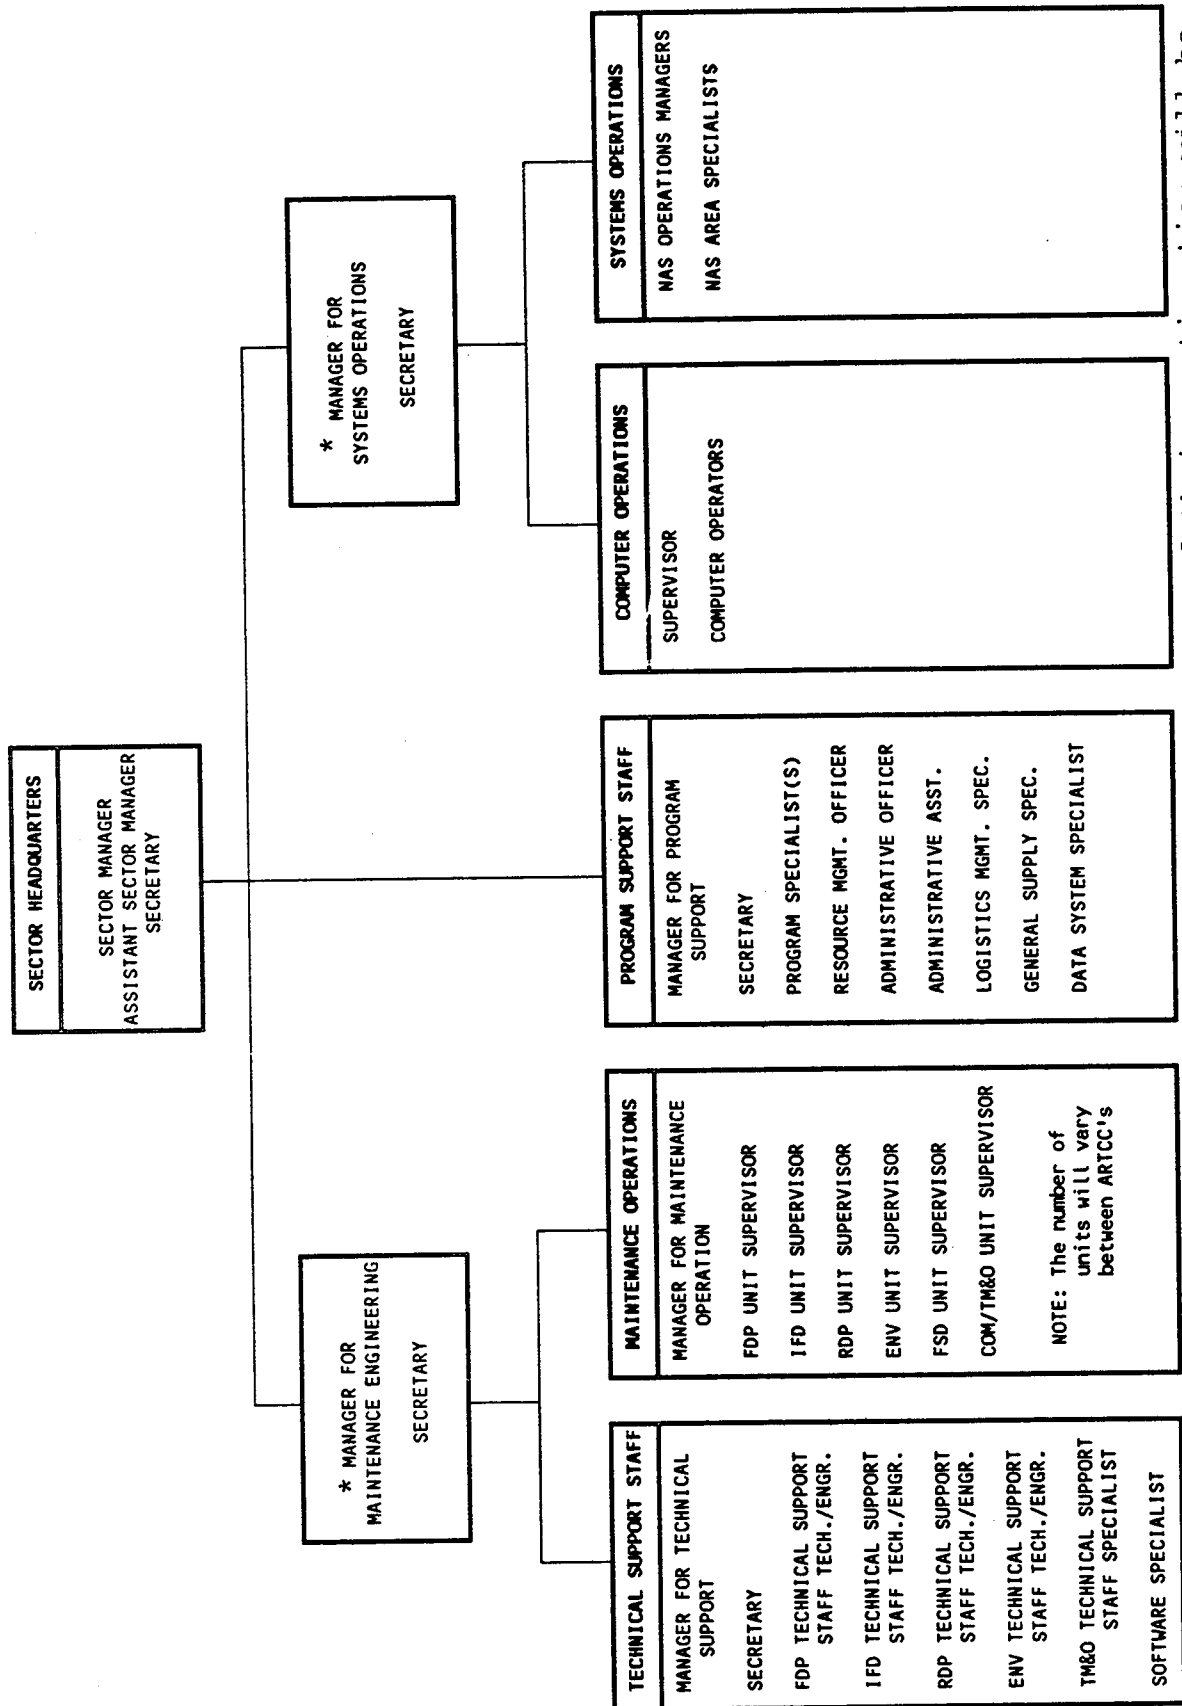 SECTOR HEADQUARTERS
SECTOR MANAGER
ASSISTANT SECTOR MANAGER
SECRETARY
* MANAGER FOR
MAINTENANCE ENGINEERING
SECRETARY
* MANAGER FOR
SYSTEMS OPERATIONS
SECRETARY
TECHNICAL SUPPORT STAFF
MANAGER FOR TECHNICAL
SUPPORT
SECRETARY
FDP TECHNICAL SUPPORT
STAFF TECH./ENGR.
IFD TECHNICAL SUPPORT
STAFF TECH./ENGR.
RDP TECHNICAL SUPPORT
STAFF TECH./ENGR.
ENV TECHNICAL SUPPORT
STAFF TECH./ENGR.
TM&O TECHNICAL SUPPORT
STAFF SPECIALIST
SOFTWARE SPECIALIST
MAINTENANCE OPERATIONS
MANAGER FOR MAINTENANCE
OPERATION
FDP UNIT SUPERVISOR
IFD UNIT SUPERVISOR
RDP UNIT SUPERVISOR
ENV UNIT SUPERVISOR
FSD UNIT SUPERVISOR
COM/TM&O UNIT SUPERVISOR
NOTE: The number of
units will vary
between ARTCC's
PROGRAM SUPPORT STAFF
MANAGER FOR PROGRAM
SUPPORT
SECRETARY
PROGRAM SPECIALIST(S)
RESOURCE MGMT. OFFICER
ADMINISTRATIVE OFFICER
ADMINISTRATIVE ASST.
LOGISTICS MGMT. SPEC.
GENERAL SUPPLY SPEC.
DATA SYSTEM SPECIALIST
COMPUTER OPERATIONS
SUPERVISOR
COMPUTER OPERATORS
SYSTEMS OPERATIONS
NAS OPERATIONS MANAGERS
NAS AREA SPECIALISTS
will be